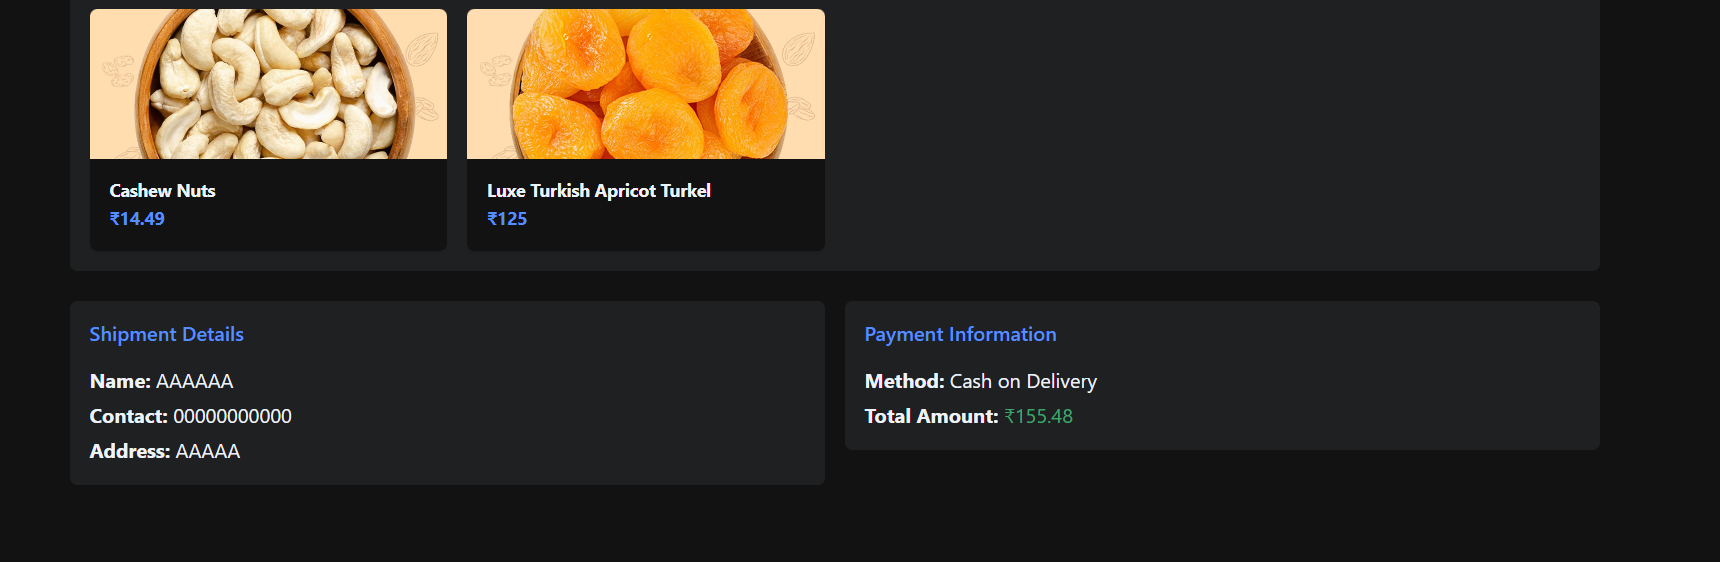 Cashew Nuts
₹14.49
Luxe Turkish Apricot Turkel
₹125
Shipment Details
Name: AAAAAA
Contact: 00000000000
Address: AAAAA
Payment Information
Method: Cash on Delivery
Total Amount: ₹155.48